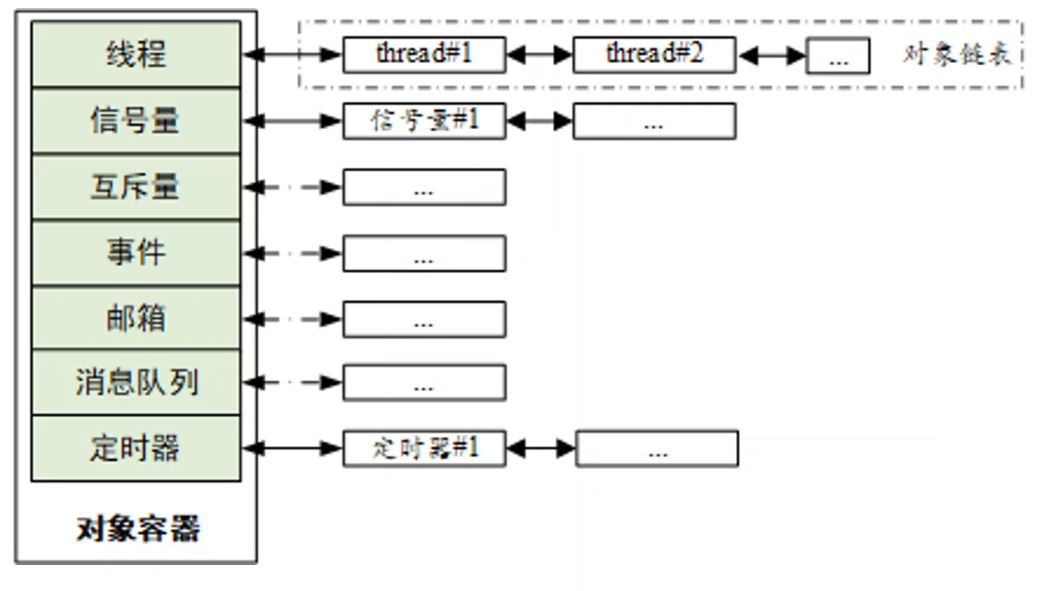 线程
thread#1
thread#2
...
对象链表
信号量
信号量#1
...
互斥量
...
事件
...
邮箱
...
消息队列
...
定时器
定时器#1
...
对象容器